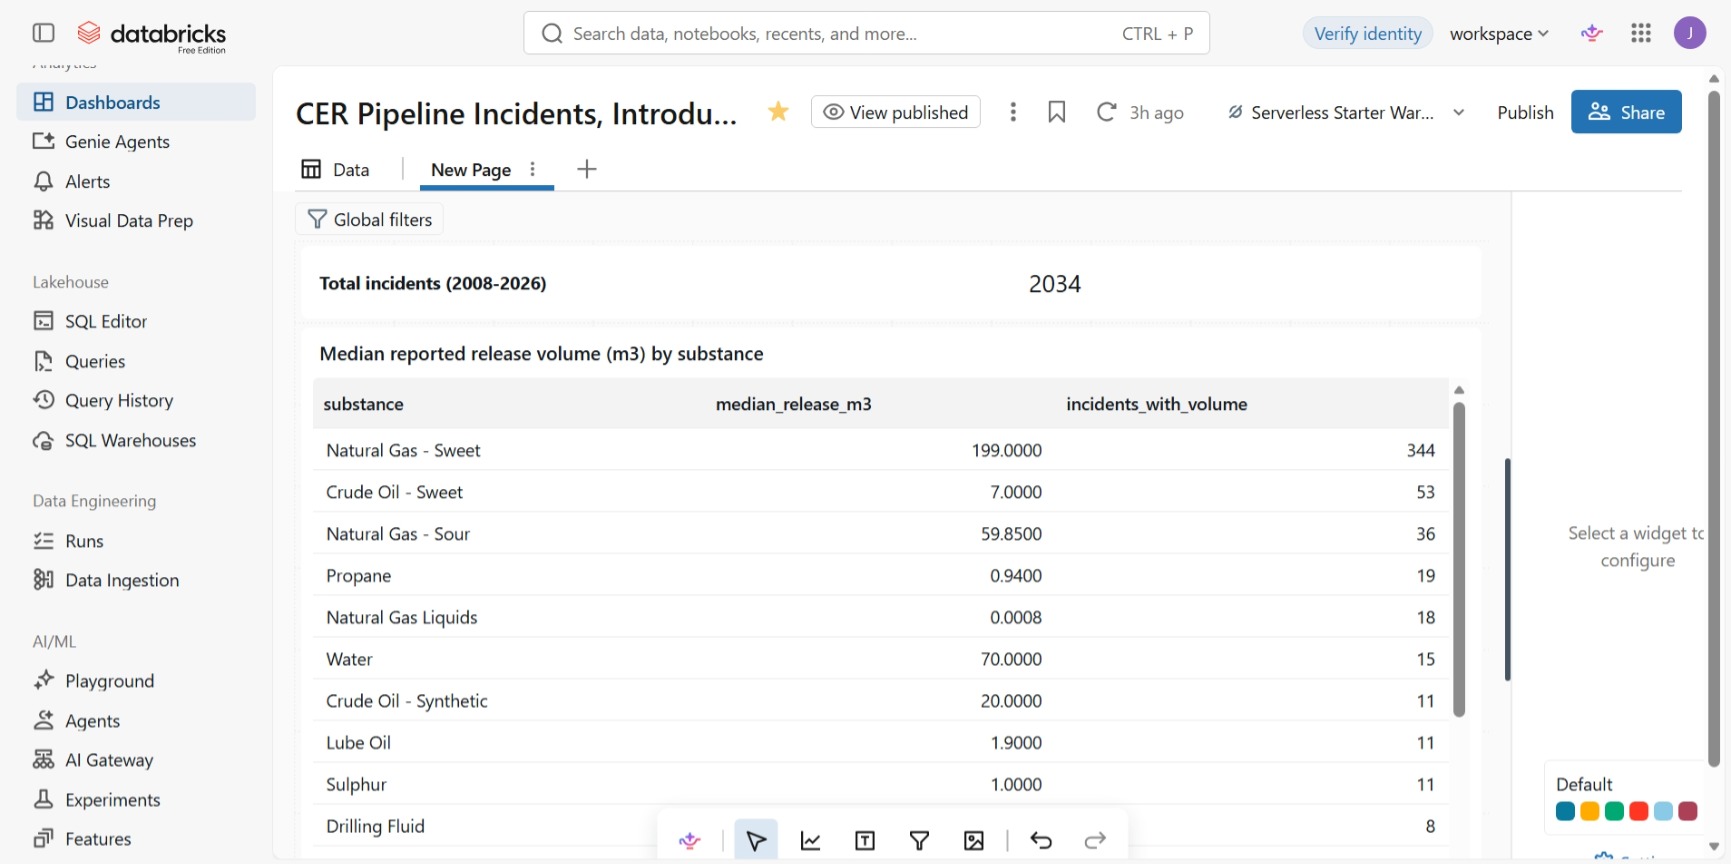 databricks
Free Edition
Search data, notebooks, recents, and more...
CTRL + P
Verify identity
workspace
J
Analytics
Dashboards
Genie Agents
Alerts
Visual Data Prep
Lakehouse
SQL Editor
Queries
Query History
SQL Warehouses
Data Engineering
Runs
Data Ingestion
AI/ML
Playground
Agents
AI Gateway
Experiments
Features
CER Pipeline Incidents, Introdu...
View published
3h ago
Serverless Starter War...
Publish
Share
Data
New Page
Global filters
Total incidents (2008-2026) 2034
Median reported release volume (m3) by substance
substance median_release_m3 incidents_with_volume
Natural Gas - Sweet 199.0000 344
Crude Oil - Sweet 7.0000 53
Natural Gas - Sour 59.8500 36
Propane 0.9400 19
Natural Gas Liquids 0.0008 18
Water 70.0000 15
Crude Oil - Synthetic 20.0000 11
Lube Oil 1.9000 11
Sulphur 1.0000 11
Drilling Fluid 8
Select a widget to
configure
Default